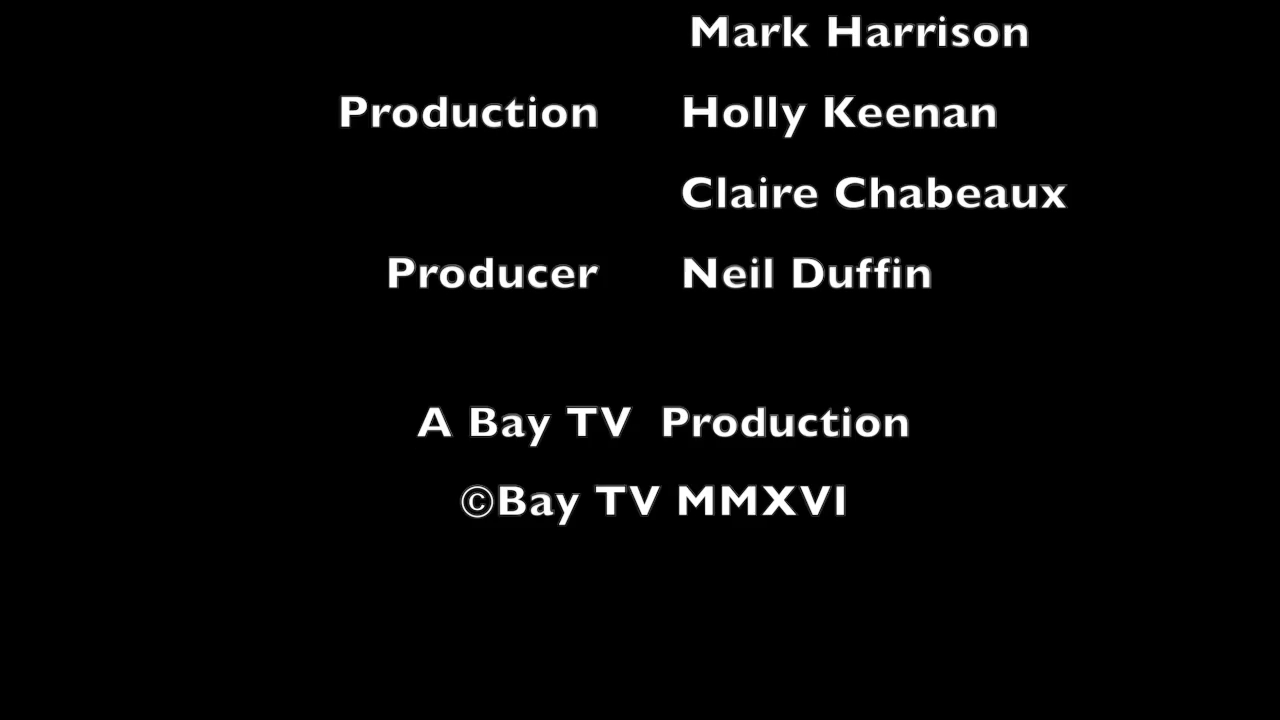 Mark Harrison
Production Holly Keenan
Claire Chabeaux
Producer Neil Duffin
A Bay TV Production
©Bay TV MMXVI